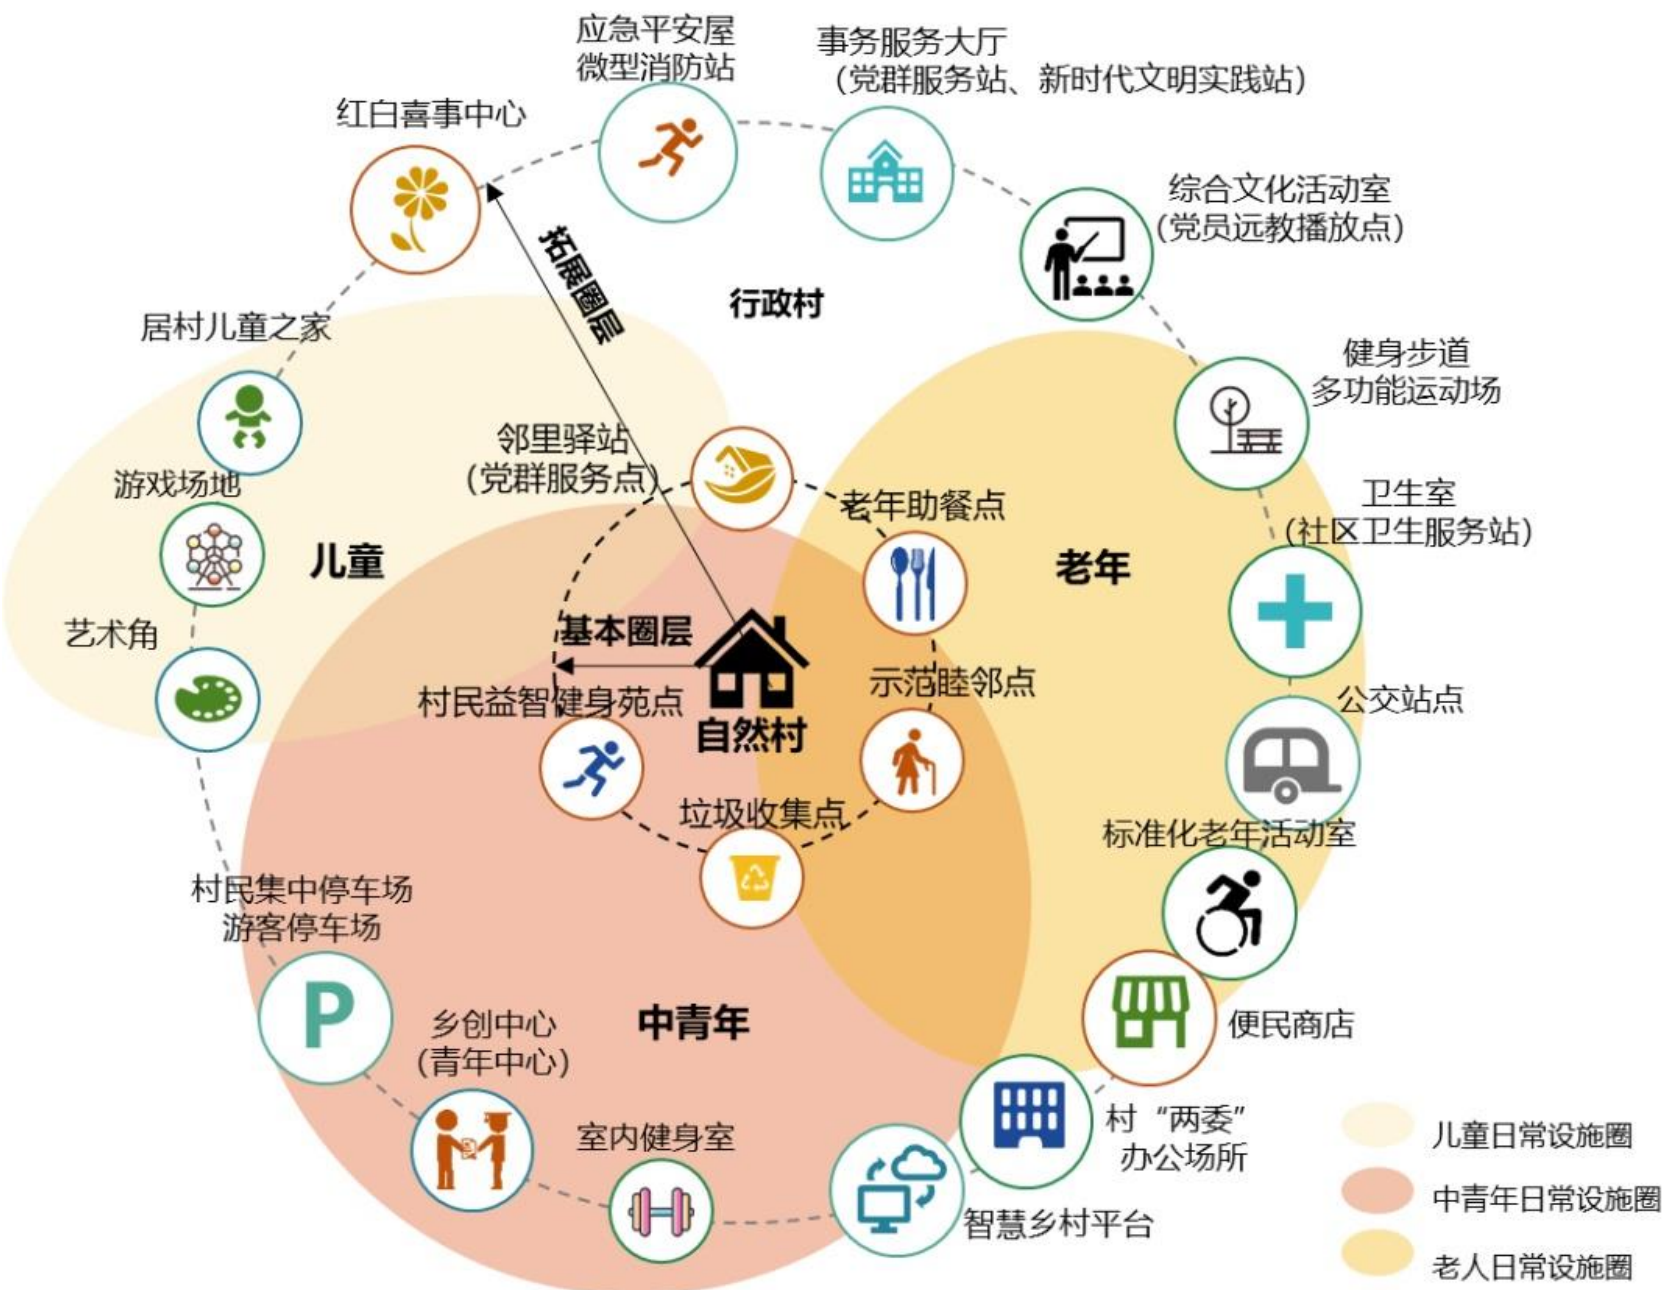 应急平安屋
微型消防站
事务服务大厅
（党群服务站、新时代文明实践站）
红白喜事中心
综合文化活动室
（党员远教播放点）
拓展圈层
行政村
居村儿童之家
健身步道
多功能运动场
邻里驿站
（党群服务点）
游戏场地
老年助餐点
卫生室
（社区卫生服务站）
儿童
老年
艺术角
基本圈层
村民益智健身苑点
示范睦邻点
公交站点
自然村
垃圾收集点
标准化老年活动室
村民集中停车场
游客停车场
P
乡创中心
（青年中心）
中青年
便民商店
室内健身室
村“两委”
办公场所
智慧乡村平台
儿童日常设施圈
中青年日常设施圈
老人日常设施圈